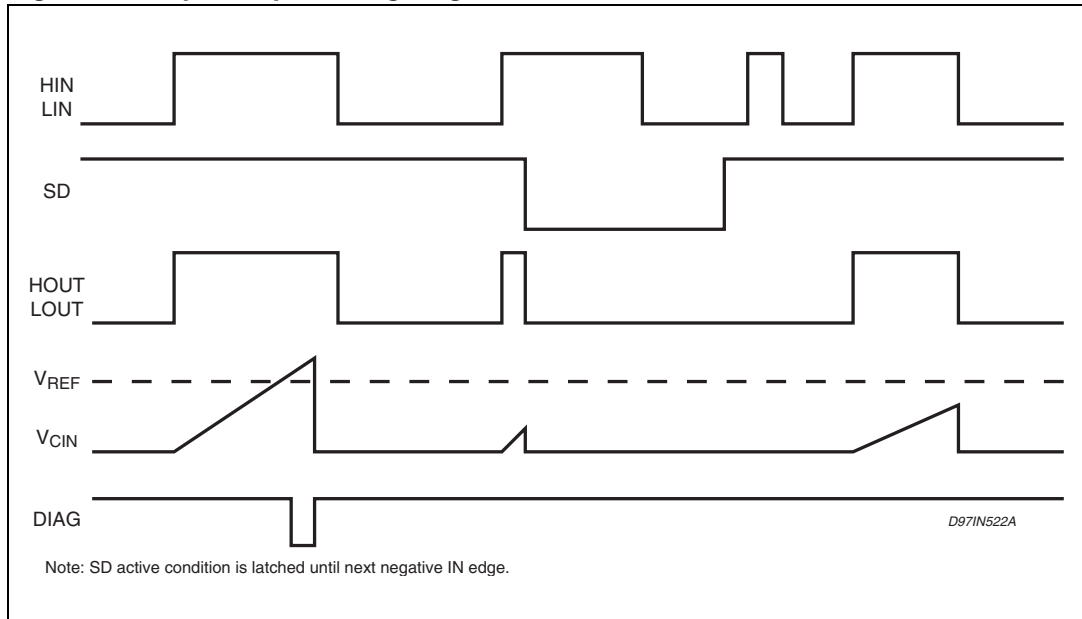 HIN
LIN
SD
HOUT
LOUT
VREF
VCIN
DIAG
D97IN522A
Note: SD active condition is latched until next negative IN edge.